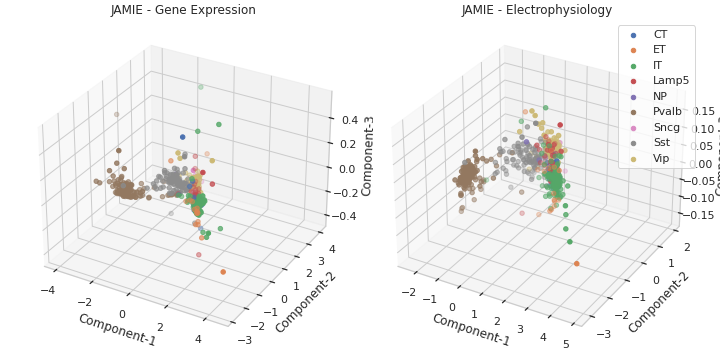 JAMIE - Gene Expression
0.4
0.2
0.0
−0.2
−0.4
Component-3
−4
−2
0
2
4
Component-1
−3
−2
−1
0
1
2
3
4
Component-2
JAMIE - Electrophysiology
CT
ET
IT
Lamp5
NP
Pvalb
Sncg
Sst
Vip
0.15
0.10
0.05
0.00
−0.05
−0.10
−0.15
−2
−1
0
1
2
3
4
5
Component-1
−3
−2
−1
0
1
2
Component-2